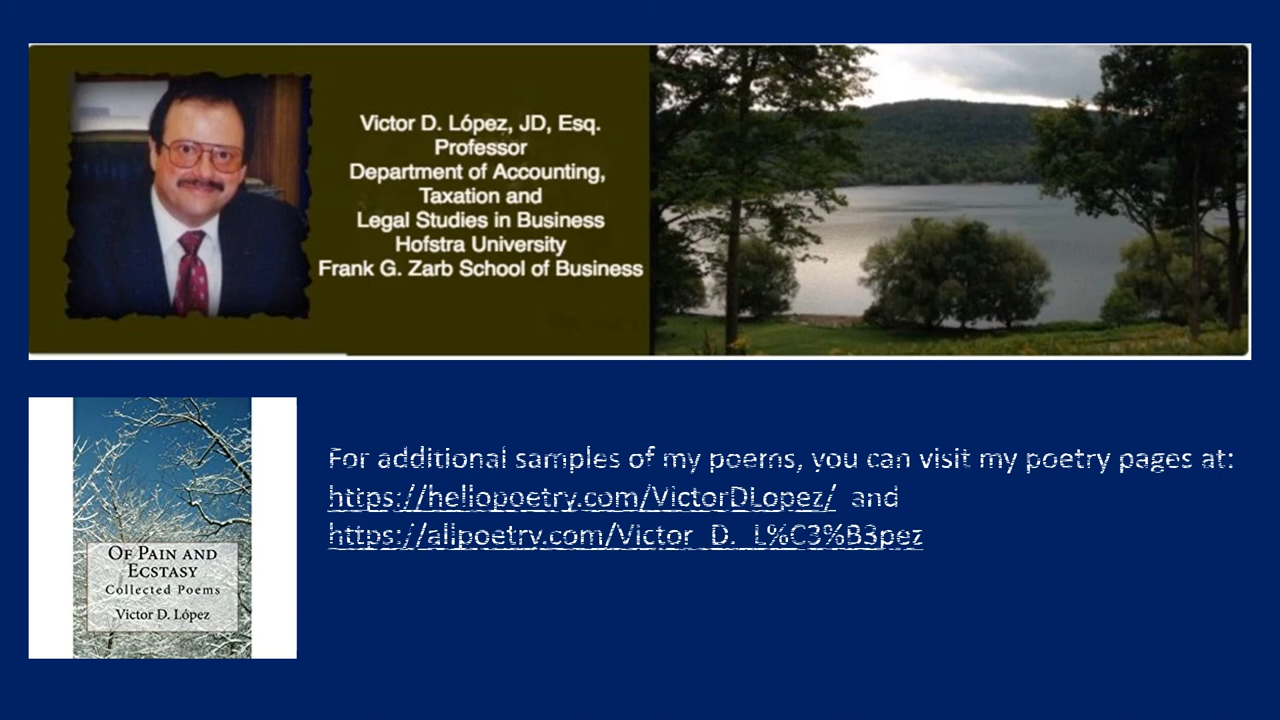 Victor D. López, JD, Esq.
Professor
Department of Accounting,
Taxation and
Legal Studies in Business
Hofstra University
Frank G. Zarb School of Business
OF PAIN AND
ECSTASY
Collected Poems
Victor D. López
For additional samples of my poems, you can visit my poetry pages at:
https://hellopoetry.com/VictorDLopez/ and
https://allpoetry.com/Victor_D._L%C3%B3pez